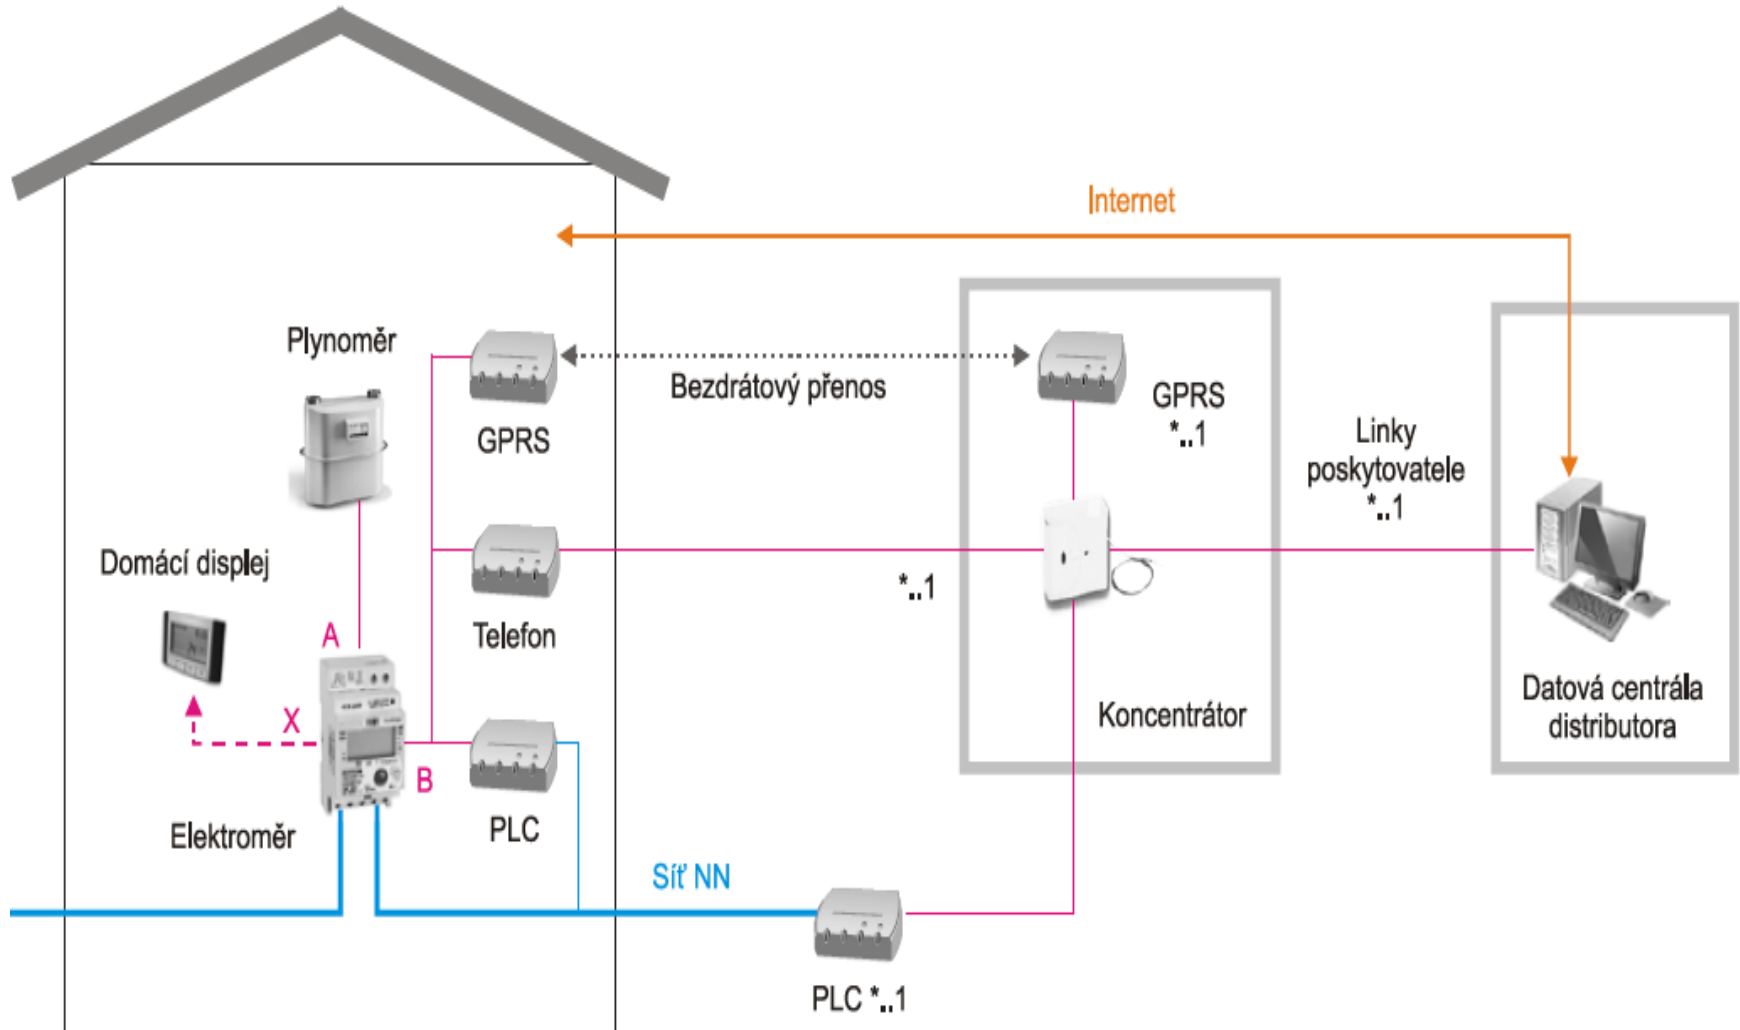 Internet
Plynoměr
Bezdrátový přenos
GPRS
GPRS
*..1
Linky
poskytovatele
*..1
Domácí displej
A
Telefon
*..1
X
B
Koncentrátor
Datová centrála
distributora
Elektroměr
PLC
Síť NN
PLC *..1